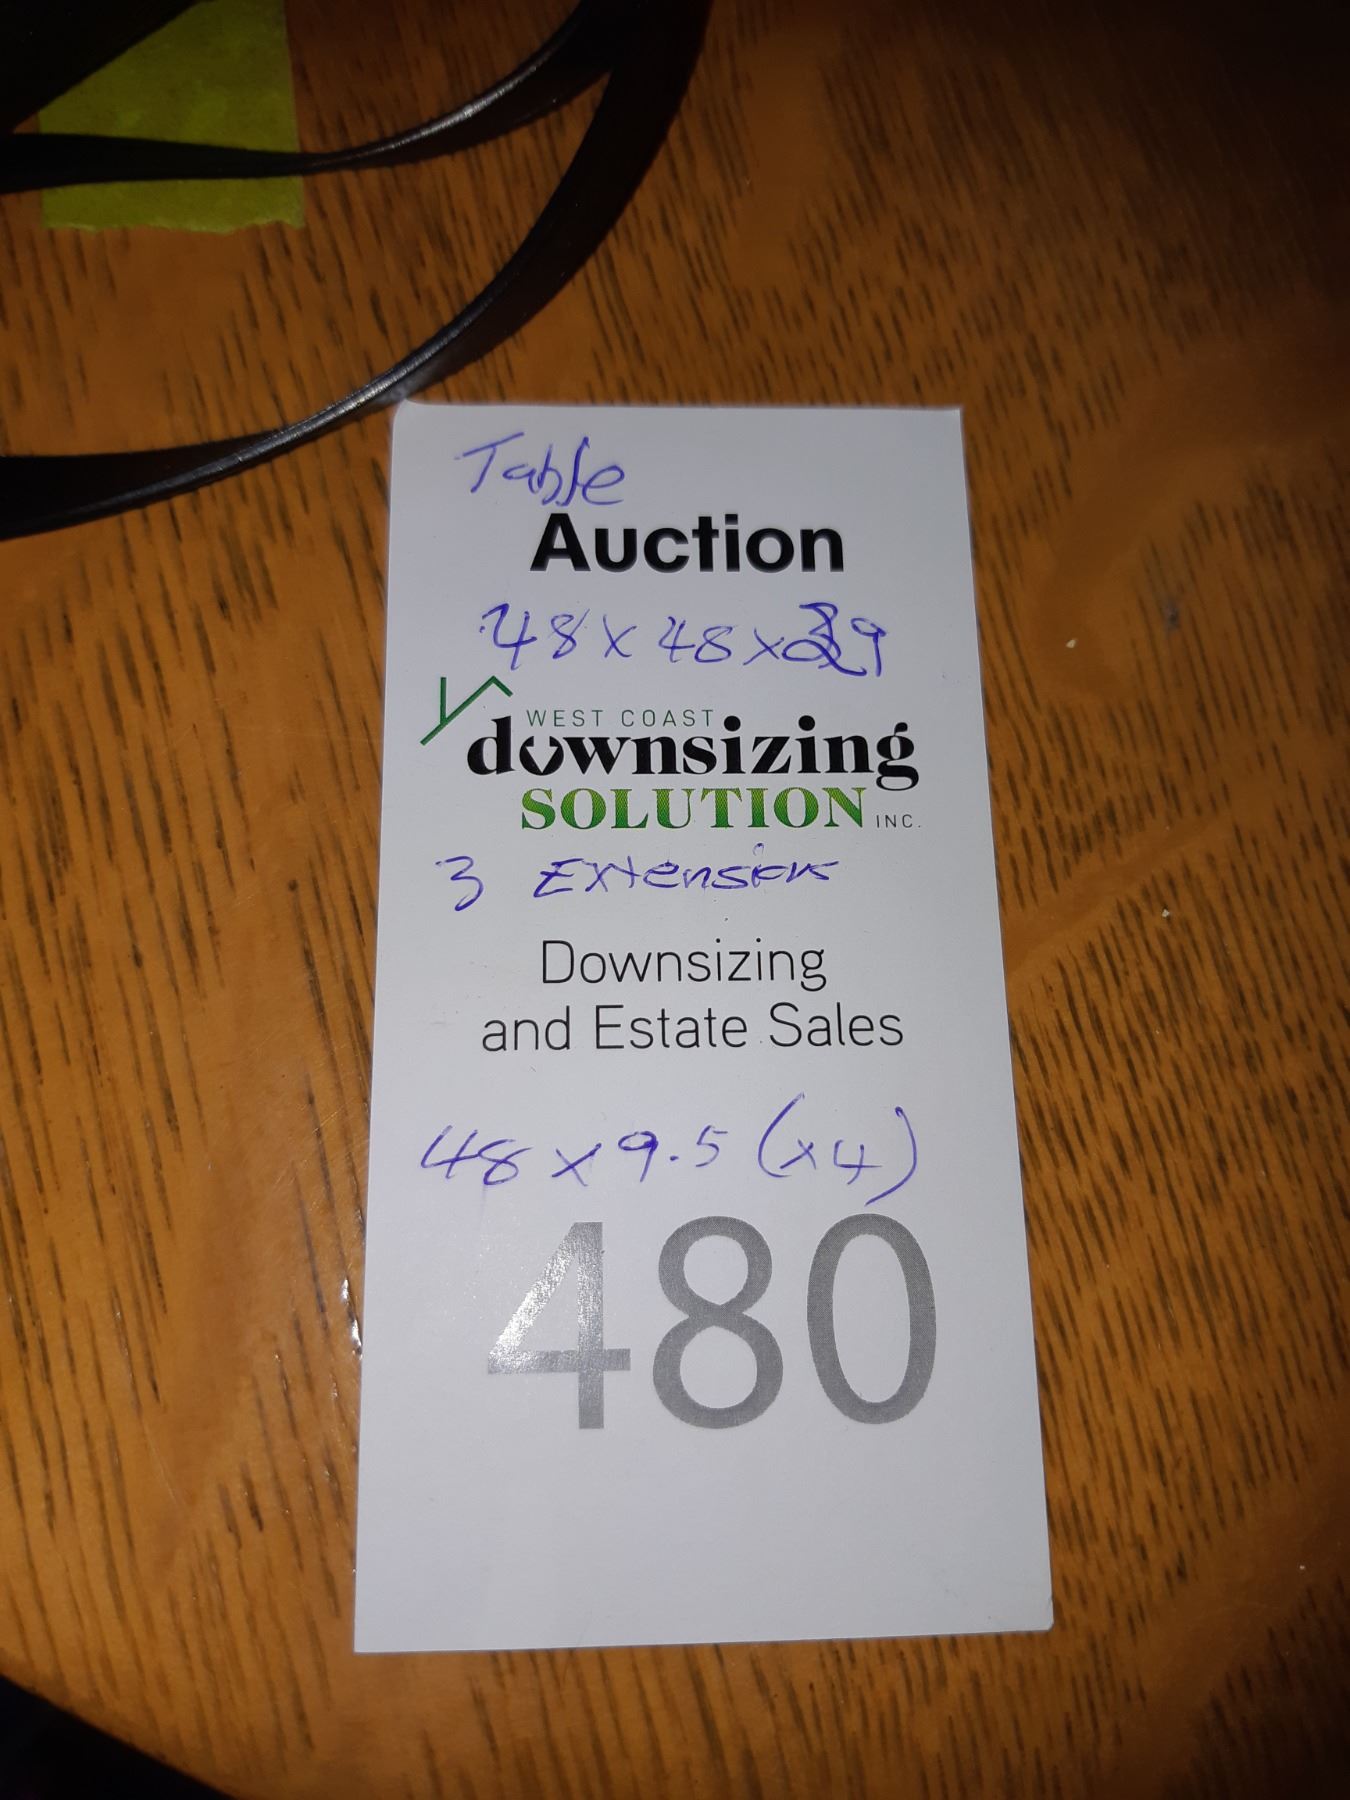 Table
Auction
48 x 48 x 29
WEST COAST
downsizing
SOLUTION INC.
3 Extensions
Downsizing
and Estate Sales
48 x 9.5 (x4)
480